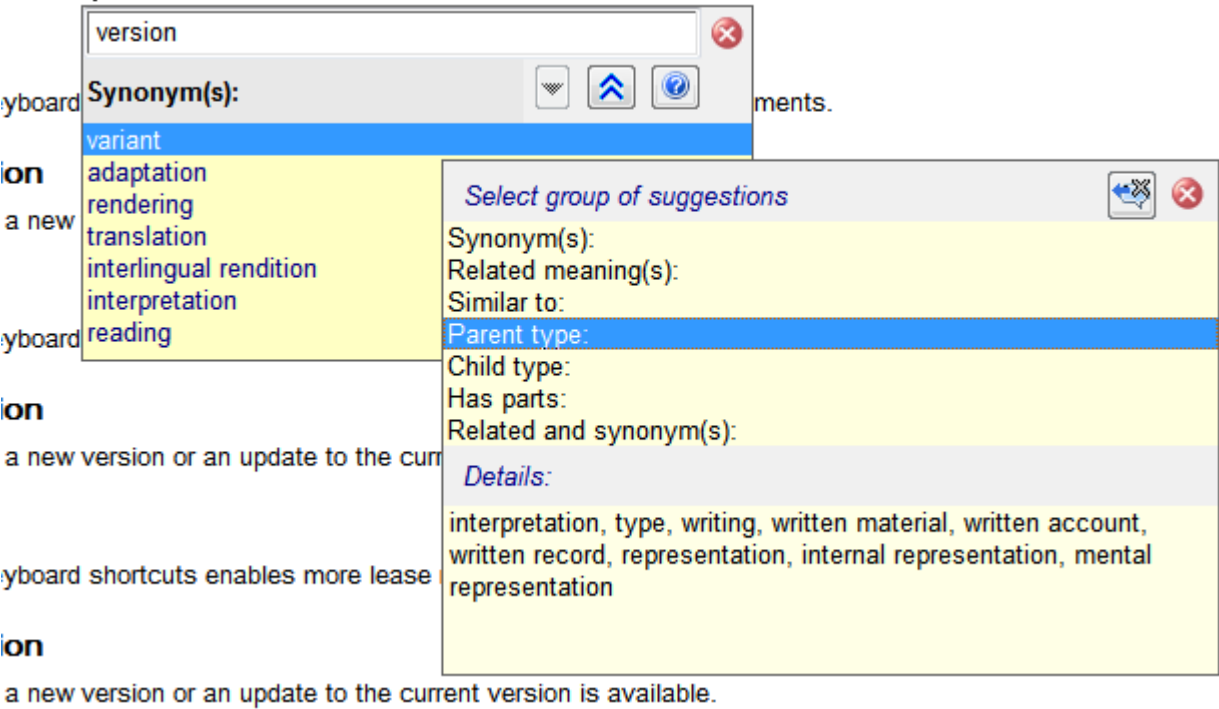 version
Synonym(s):
yboard
ments.
variant
ion
adaptation
Select group of suggestions
a new
rendering
translation
Synonym(s):
interlingual rendition
Related meaning(s):
interpretation
Similar to:
yboard
reading
Parent type:
Child type:
ion
Has parts:
Related and synonym(s):
a new version or an update to the curr
Details:
interpretation, type, writing, written material, written account,
written record, representation, internal representation, mental
representation
yboard shortcuts enables more lease
ion
a new version or an update to the current version is available.